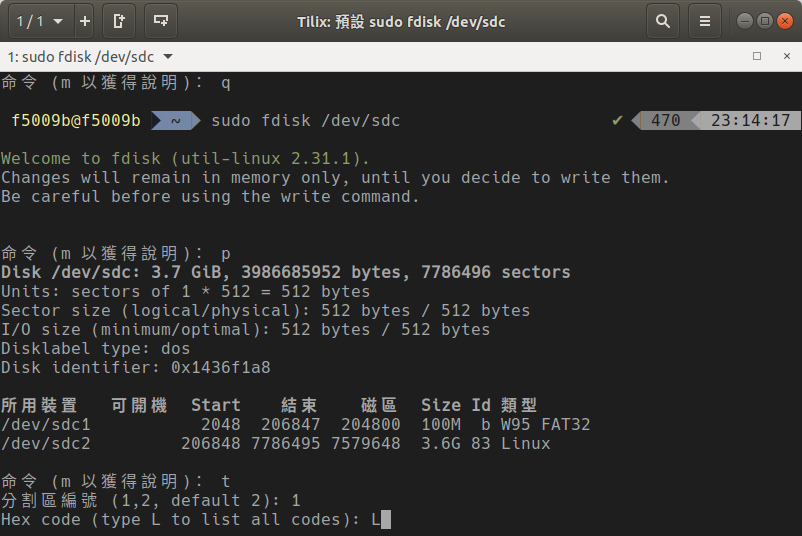 1 / 1
Tilix: 預設 sudo fdisk /dev/sdc
1: sudo fdisk /dev/sdc
命令 (m 以獲得說明): q
f5009b@f5009b ~ sudo fdisk /dev/sdc ✔ 470 23:14:17
Welcome to fdisk (util-linux 2.31.1).
Changes will remain in memory only, until you decide to write them.
Be careful before using the write command.
命令 (m 以獲得說明): p
Disk /dev/sdc: 3.7 GiB, 3986685952 bytes, 7786496 sectors
Units: sectors of 1 * 512 = 512 bytes
Sector size (logical/physical): 512 bytes / 512 bytes
I/O size (minimum/optimal): 512 bytes / 512 bytes
Disklabel type: dos
Disk identifier: 0x1436f1a8
所用裝置 可開機 Start 結束 磁區 Size Id 類型
/dev/sdc1 2048 206847 204800 100M b W95 FAT32
/dev/sdc2 206848 7786495 7579648 3.6G 83 Linux
命令 (m 以獲得說明): t
分割區編號 (1,2, default 2): 1
Hex code (type L to list all codes): L